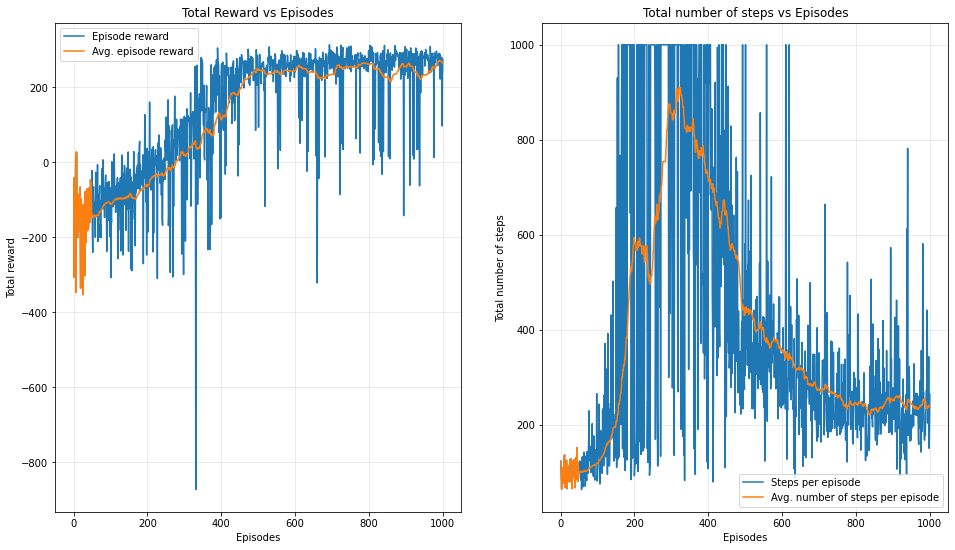 Total Reward vs Episodes
Episode reward
Avg. episode reward
200
0
−200
−400
−600
−800
Total reward
0
200
400
600
800
1000
Episodes
Total number of steps vs Episodes
1000
800
600
400
200
Total number of steps
Steps per episode
Avg. number of steps per episode
0
200
400
600
800
1000
Episodes